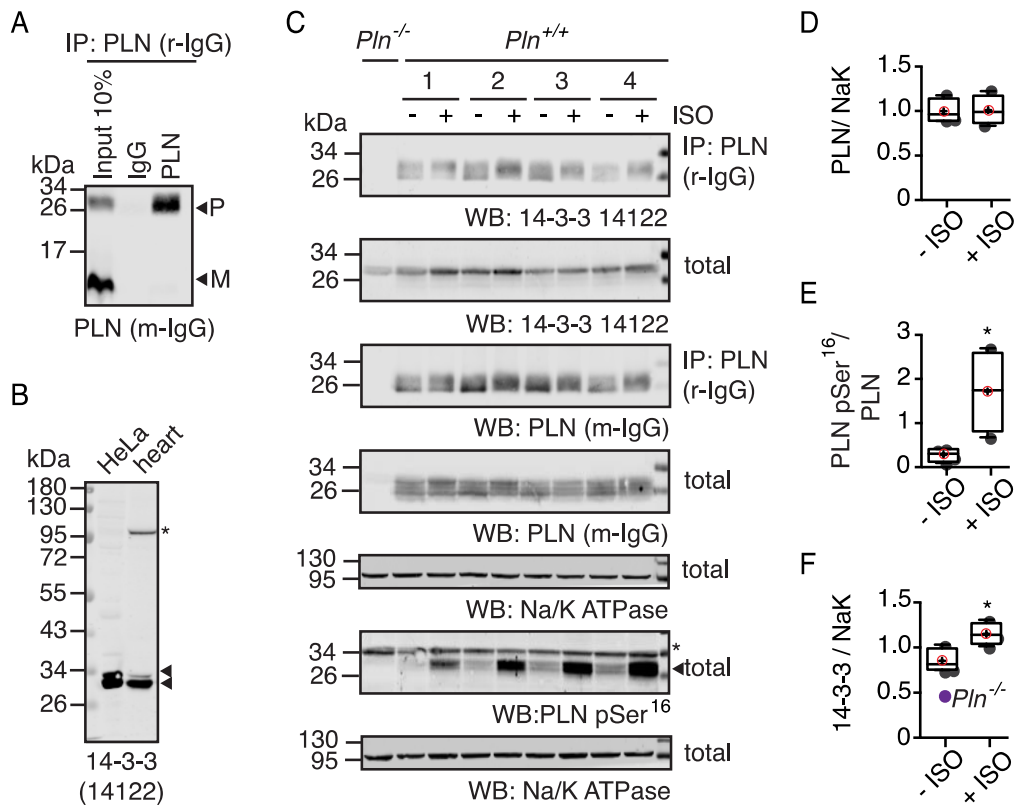 A
IP: PLN (r-IgG)
Input 10%
IgG
PLN
kDa
34
26
17
P
M
PLN (m-IgG)
B
HeLa
heart
kDa
180
130
95
72
55
43
34
26
*
14-3-3
(14122)
C
Pln-/-
Pln+/+
1 2 3 4
- + - + - + - + ISO
kDa
34
26
IP: PLN
(r-IgG)
WB: 14-3-3 14122
34
26
total
WB: 14-3-3 14122
34
26
IP: PLN
(r-IgG)
WB: PLN (m-IgG)
34
26
total
WB: PLN (m-IgG)
130
95
total
WB: Na/K ATPase
34
26
*
total
WB:PLN pSer16
130
95
total
WB: Na/K ATPase
D
PLN/ NaK
1.5
1.0
0.5
0
- ISO
+ ISO
E
PLN pSer16/
PLN
3
2
1
0
*
- ISO
+ ISO
F
14-3-3 / NaK
1.5
1.0
0.5
0
*
Pln-/-
- ISO
+ ISO